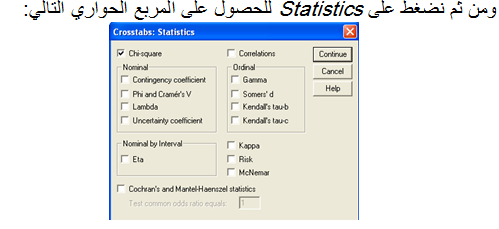 ومن ثم نضغط على Statistics للحصول على المربع الحواري التالي:
Crosstabs: Statistics
Chi-square
Correlations
Continue
Cancel
Help
Nominal
Contingency coefficient
Phi and Cramér's V
Lambda
Uncertainty coefficient
Ordinal
Gamma
Somers' d
Kendall's tau-b
Kendall's tau-c
Nominal by Interval
Eta
Kappa
Risk
McNemar
Cochran's and Mantel-Haenszel statistics
Test common odds ratio equals: 1